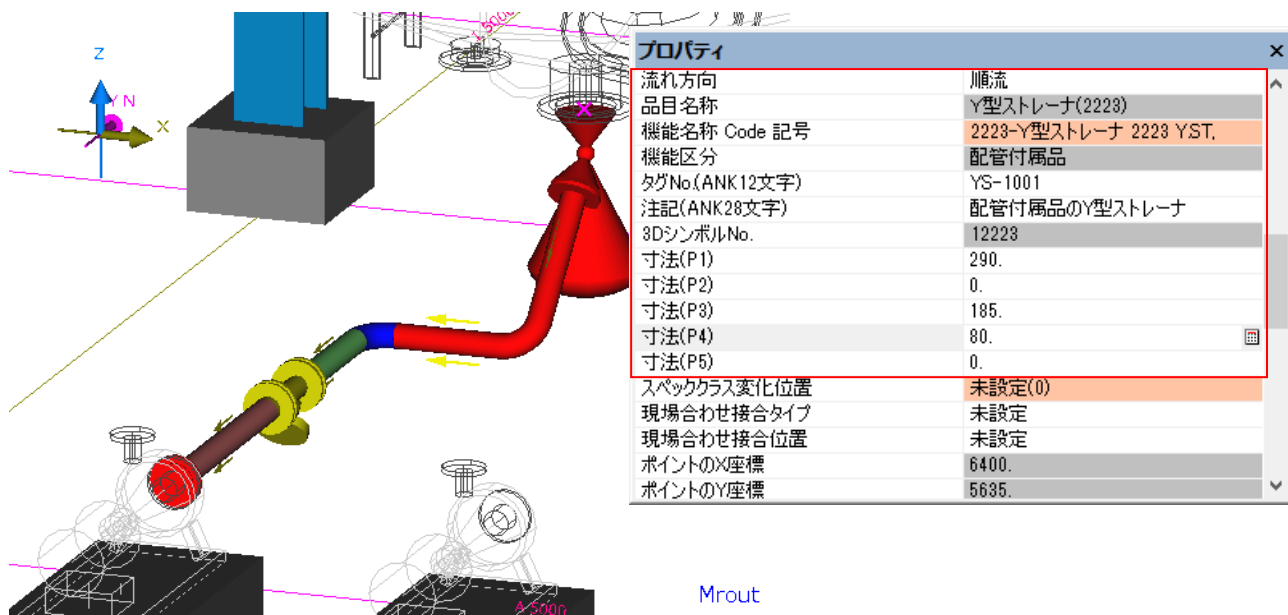 Z
Y N
X
A.5000
X
プロパティ ×
流れ方向 順流
品目名称 Y型ストレーナ(2223)
機能名称 Code 記号 2223-Y型ストレーナ 2223 Y.ST,
機能区分 配管付属品
タグNo.(ANK12文字) YS-1001
注記(ANK28文字) 配管付属品のY型ストレーナ
3DシンボルNo. 12223
寸法(P1) 290.
寸法(P2) 0.
寸法(P3) 185.
寸法(P4) 80.
寸法(P5) 0.
スペッククラス変化位置 未設定(0)
現場合わせ接合タイプ 未設定
現場合わせ接合位置 未設定
ポイントのX座標 6400.
ポイントのY座標 5635.
Mrout
A.5000